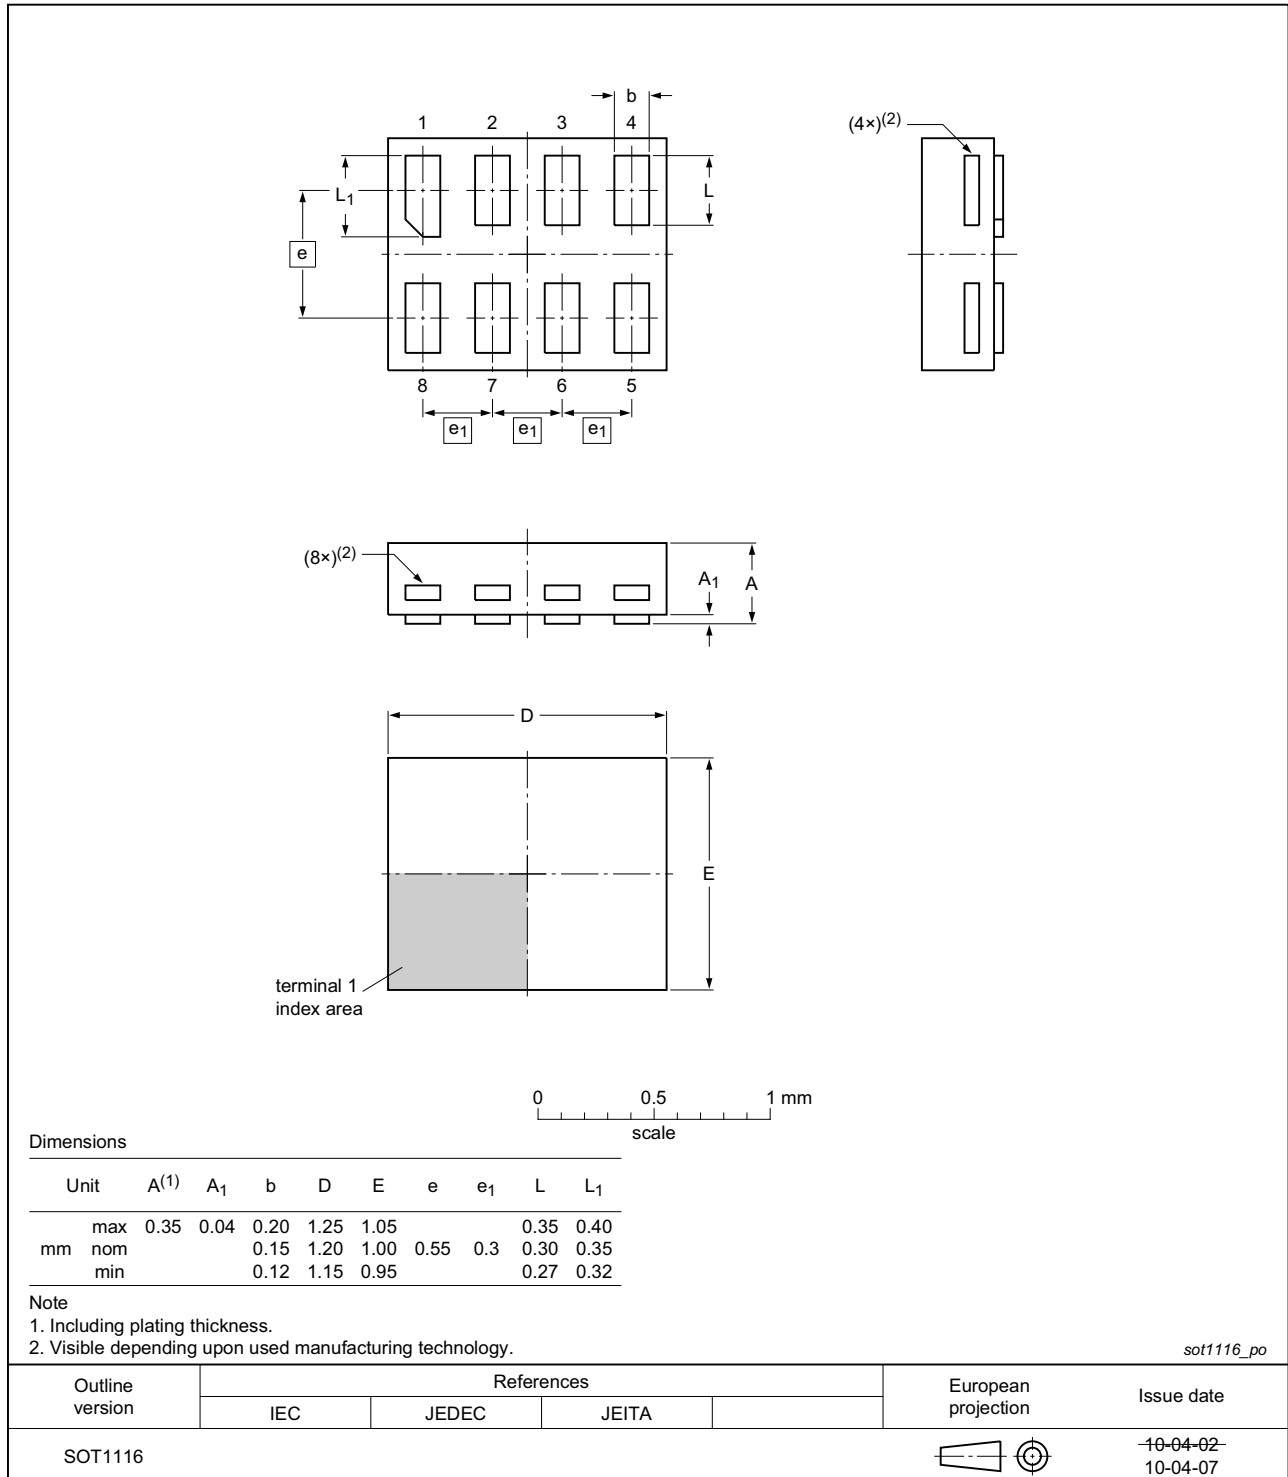 b
1 2 3 4
(4×)(2)
L1
L
e
8 7 6 5
e1 e1 e1
(8×)(2)
A1
A
D
E
terminal 1
index area
0 0.5 1 mm
scale
Dimensions
Unit A(1) A1 b D E e e1 L L1
max 0.35 0.04 0.20 1.25 1.05 0.35 0.40
mm nom 0.15 1.20 1.00 0.55 0.3 0.30 0.35
min 0.12 1.15 0.95 0.27 0.32
Note
1. Including plating thickness.
2. Visible depending upon used manufacturing technology.
sot1116_po
Outline
version
References
IEC JEDEC JEITA
European
projection
Issue date
SOT1116
10-04-02
10-04-07